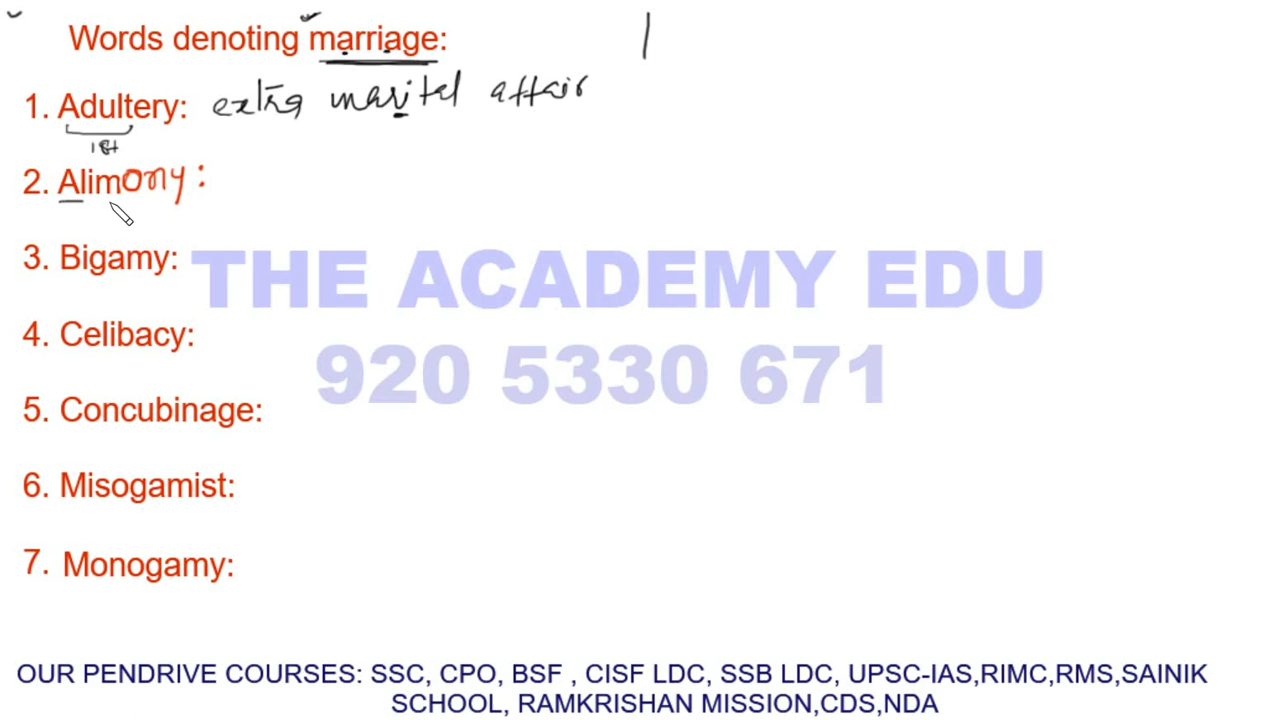 Words denoting marriage:
1. Adultery: extra marital affair
1st
2. Alimony:
3. Bigamy:
THE ACADEMY EDU
4. Celibacy:
920 5330 671
5. Concubinage:
6. Misogamist:
7. Monogamy:
OUR PENDRIVE COURSES: SSC, CPO, BSF , CISF LDC, SSB LDC, UPSC-IAS,RIMC,RMS,SAINIK
SCHOOL, RAMKRISHAN MISSION,CDS,NDA